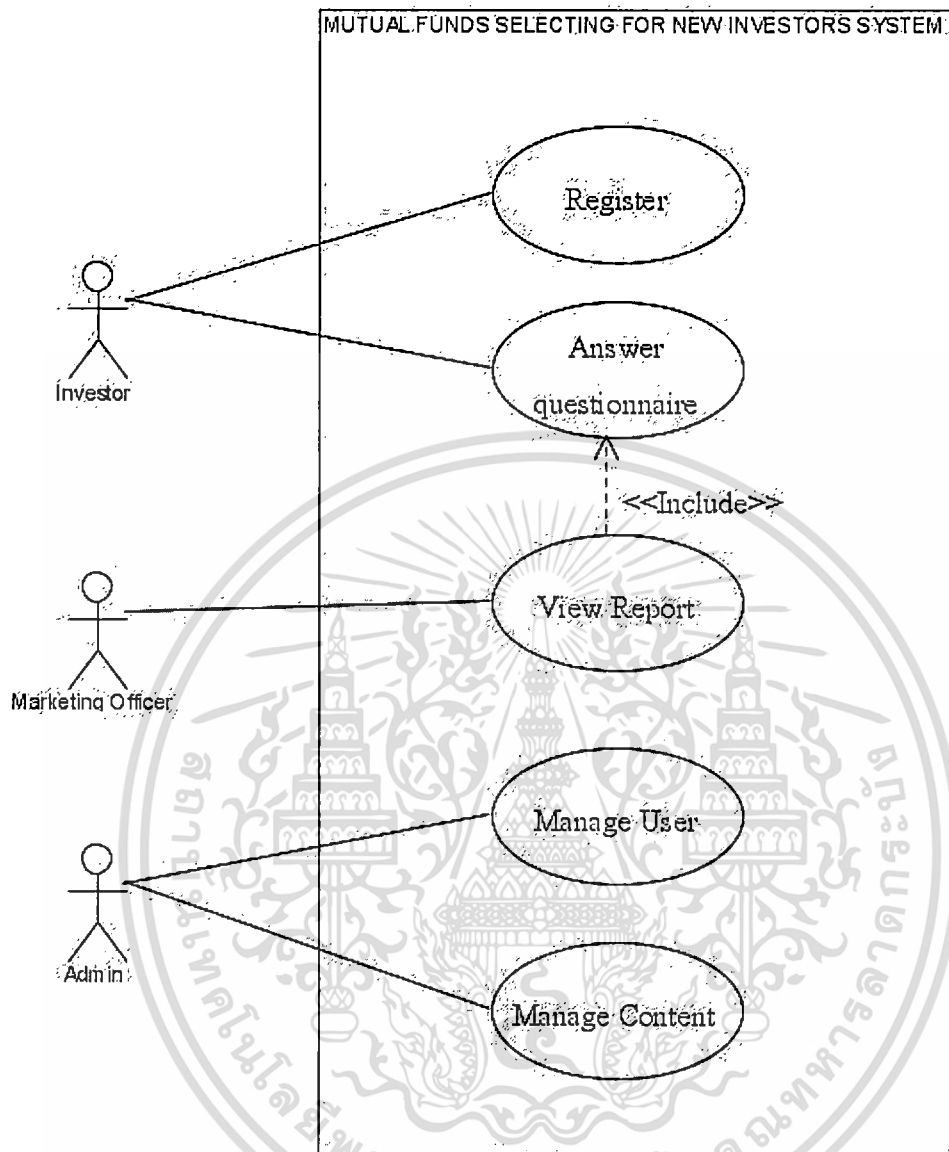 MUTUAL FUNDS SELECTING FOR NEW INVESTORS SYSTEM
Register
Investor
Answer
questionnaire
<<Include>>
View Report
Marketing Officer
Manage User
Admin
Manage Content